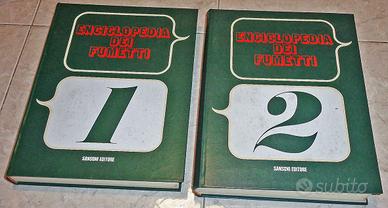 ENCICLOPEDIA
DEI
FUMETTI
1
SANSONI EDITORE
ENCICLOPEDIA
DEI
FUMETTI
2
SANSONI EDITORE
subito